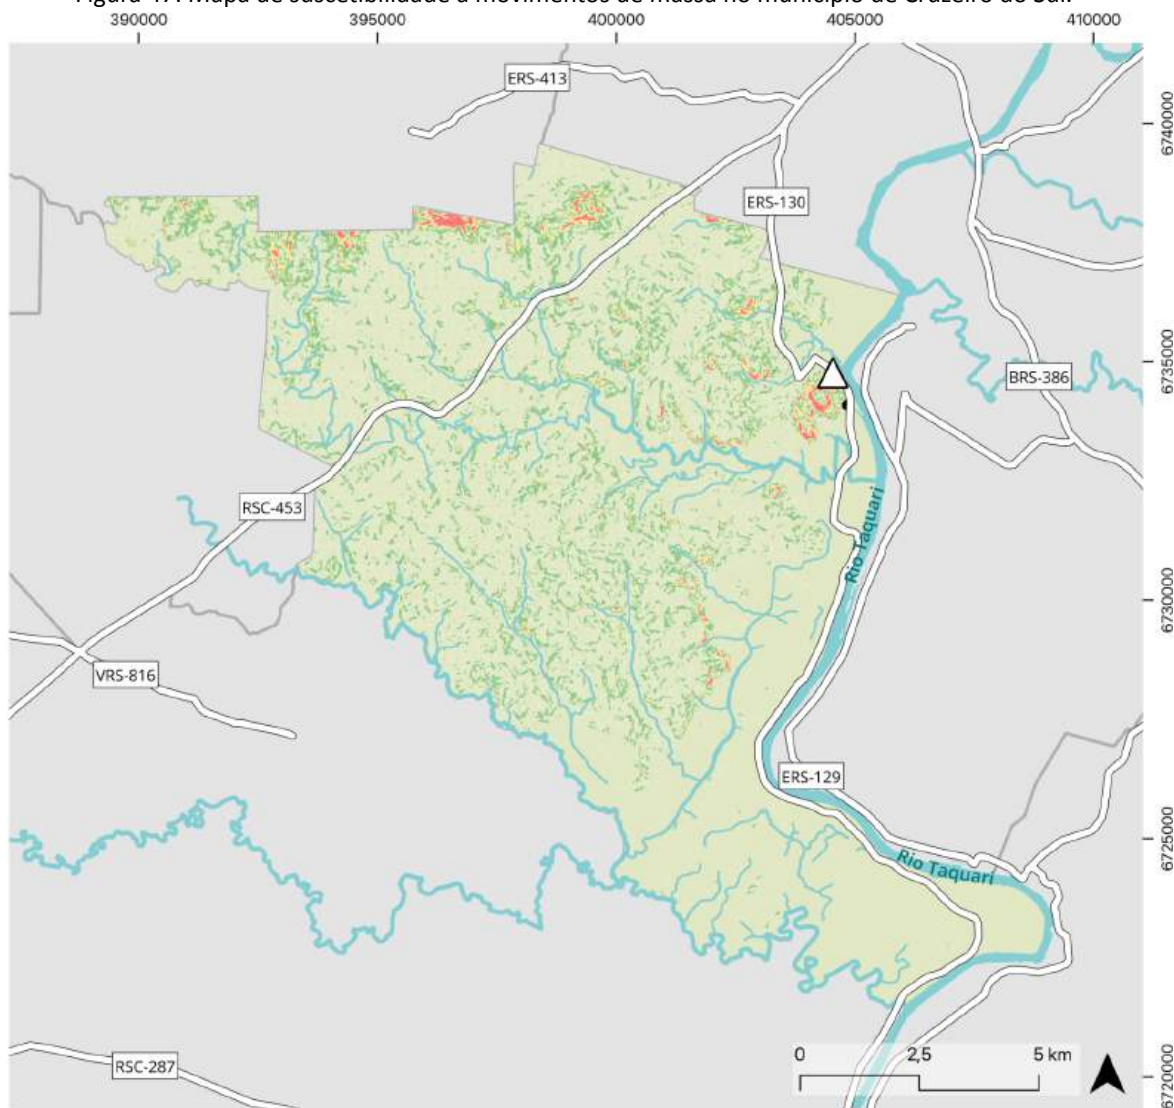 Figura 47: Mapa de suscetibilidade a movimentos de massa no município de Cruzeiro do Sul.
390000 395000 400000 405000 410000
ERS-413
6740000
ERS-130
6735000
BRS-386
RSC-453
Rio Taquari
6730000
VRS-816
ERS-129
6725000
Rio Taquari
0 2,5 5 km
RSC-287
6720000